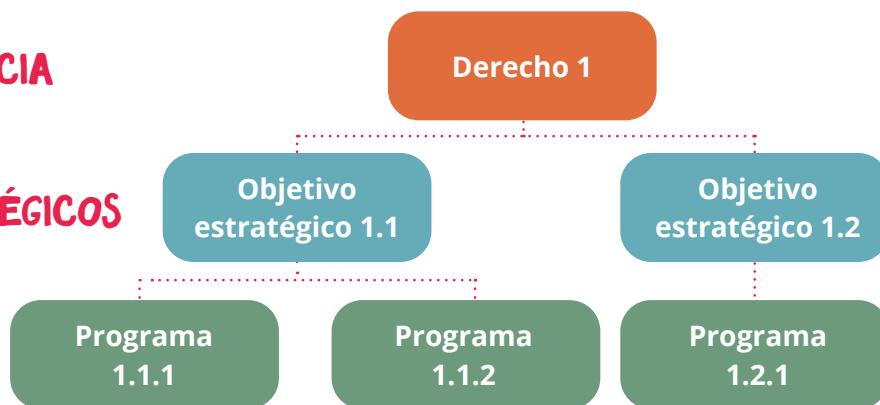 CIA
Derecho 1
ÉGICOS
Objetivo
estratégico 1.1
Objetivo
estratégico 1.2
Programa
1.1.1
Programa
1.1.2
Programa
1.2.1